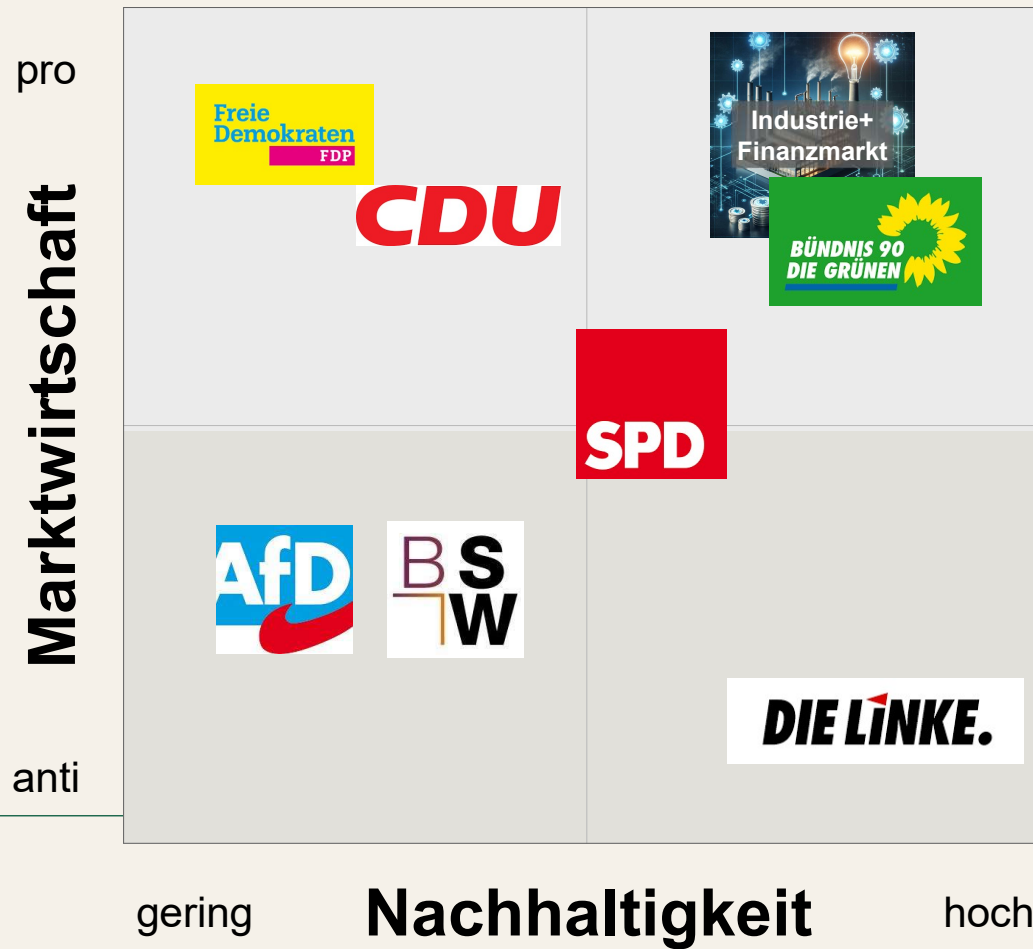 pro
Marktwirtschaft
anti
Freie
Demokraten
FDP
CDU
Industrie+
Finanzmarkt
BÜNDNIS 90
DIE GRÜNEN
SPD
AfD
BS
W
DIE LiNKE.
gering
Nachhaltigkeit
hoch